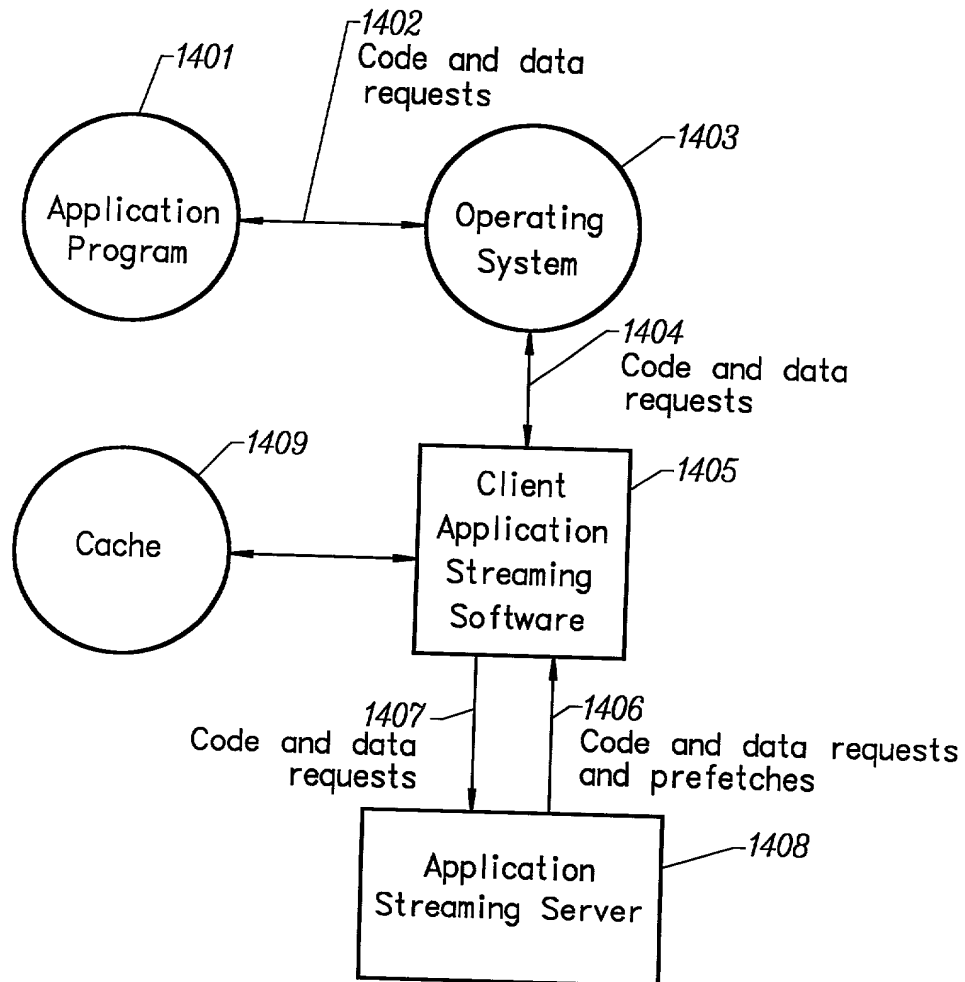 1402
Code and data
requests
1401
1403
Application
Program
Operating
System
1404
Code and data
requests
1409
1405
Cache
Client
Application
Streaming
Software
1407
Code and data
requests
1406
Code and data requests
and prefetches
1408
Application
Streaming Server